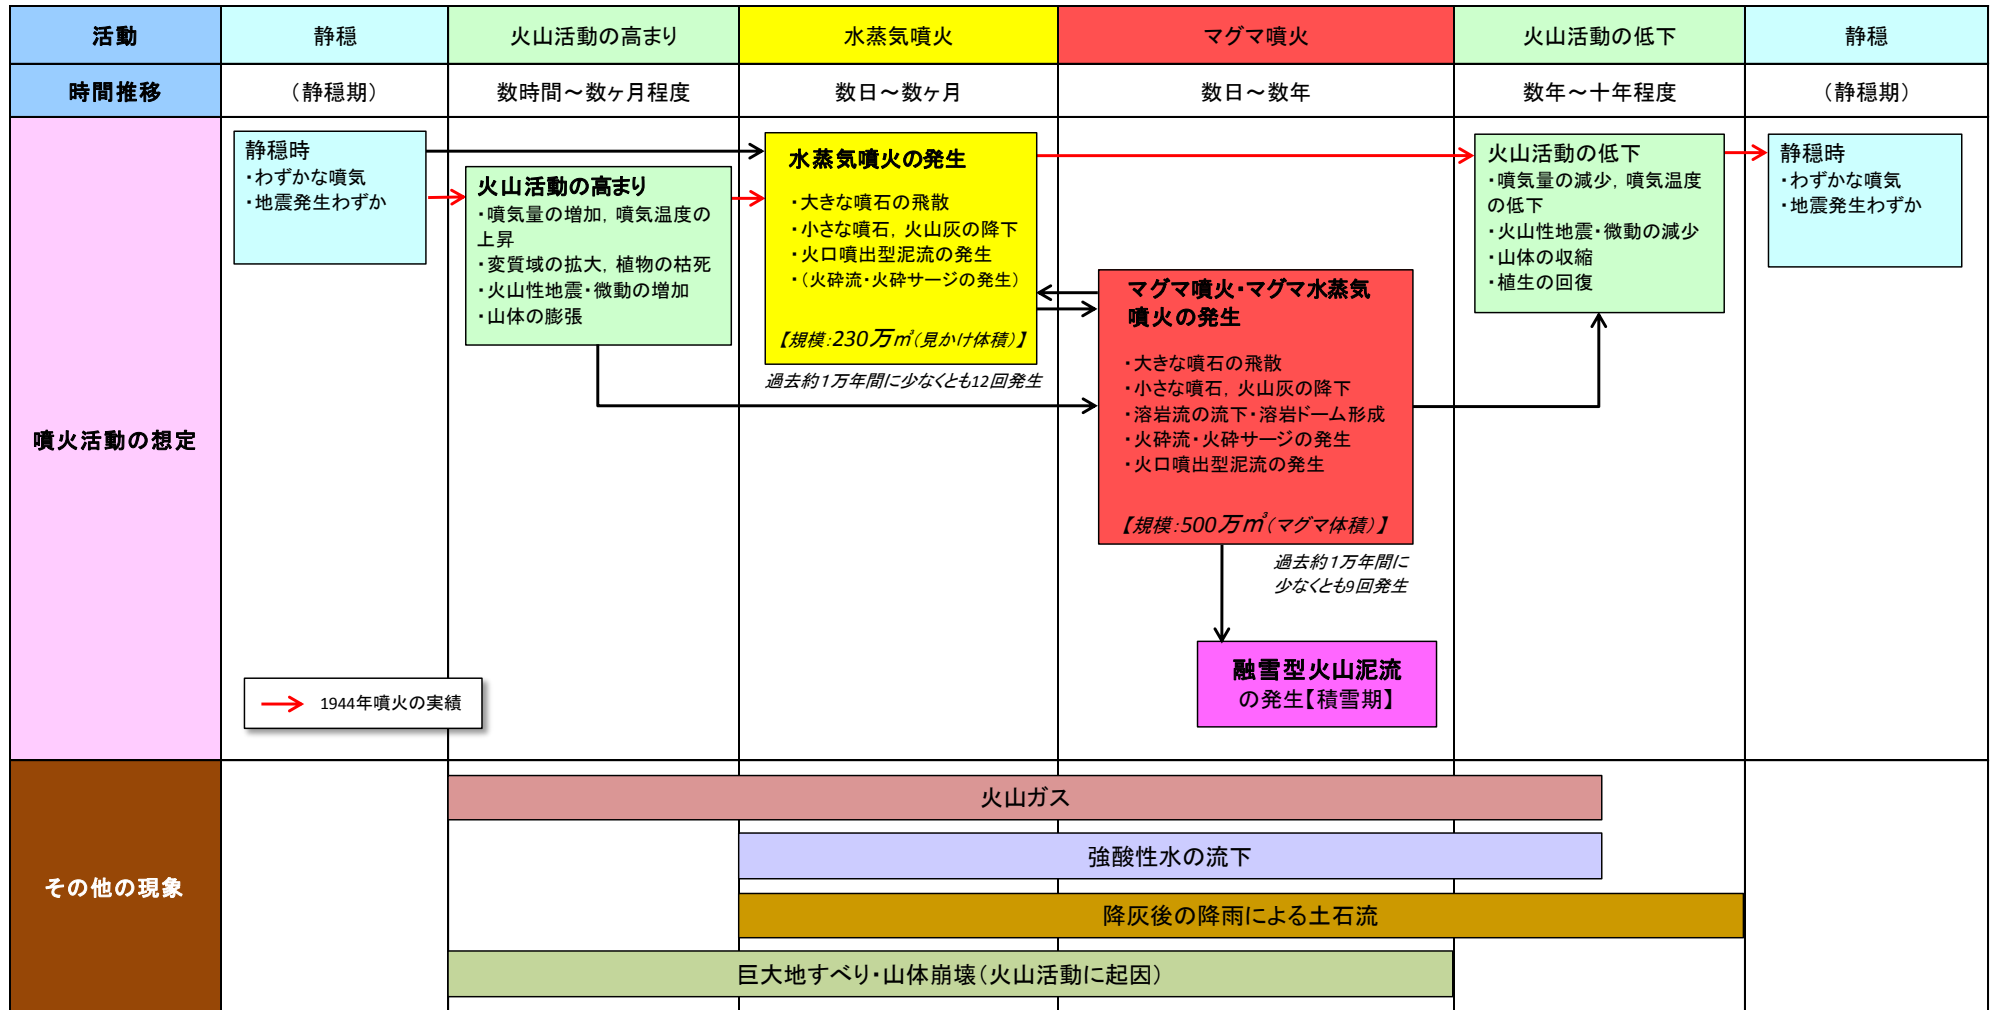 活動
静穏
火山活動の高まり
水蒸気噴火
マグマ噴火
火山活動の低下
静穏
時間推移
（静穏期）
数時間～数ヶ月程度
数日～数ヶ月
数日～数年
数年～十年程度
（静穏期）
噴火活動の想定
静穏時
・わずかな噴気
・地震発生わずか
火山活動の高まり
・噴気量の増加，噴気温度の
上昇
・変質域の拡大，植物の枯死
・火山性地震・微動の増加
・山体の膨張
水蒸気噴火の発生
・大きな噴石の飛散
・小さな噴石，火山灰の降下
・火口噴出型泥流の発生
・（火砕流・火砕サージの発生）
【規模：230万㎥（見かけ体積）】
過去約1万年間に少なくとも12回発生
マグマ噴火・マグマ水蒸気
噴火の発生
・大きな噴石の飛散
・小さな噴石，火山灰の降下
・溶岩流の流下・溶岩ドーム形成
・火砕流・火砕サージの発生
・火口噴出型泥流の発生
【規模：500万㎥（マグマ体積）】
過去約1万年間に
少なくとも9回発生
融雪型火山泥流
の発生【積雪期】
火山活動の低下
・噴気量の減少，噴気温度
の低下
・火山性地震・微動の減少
・山体の収縮
・植生の回復
静穏時
・わずかな噴気
・地震発生わずか
1944年噴火の実績
その他の現象
火山ガス
強酸性水の流下
降灰後の降雨による土石流
巨大地すべり・山体崩壊（火山活動に起因）